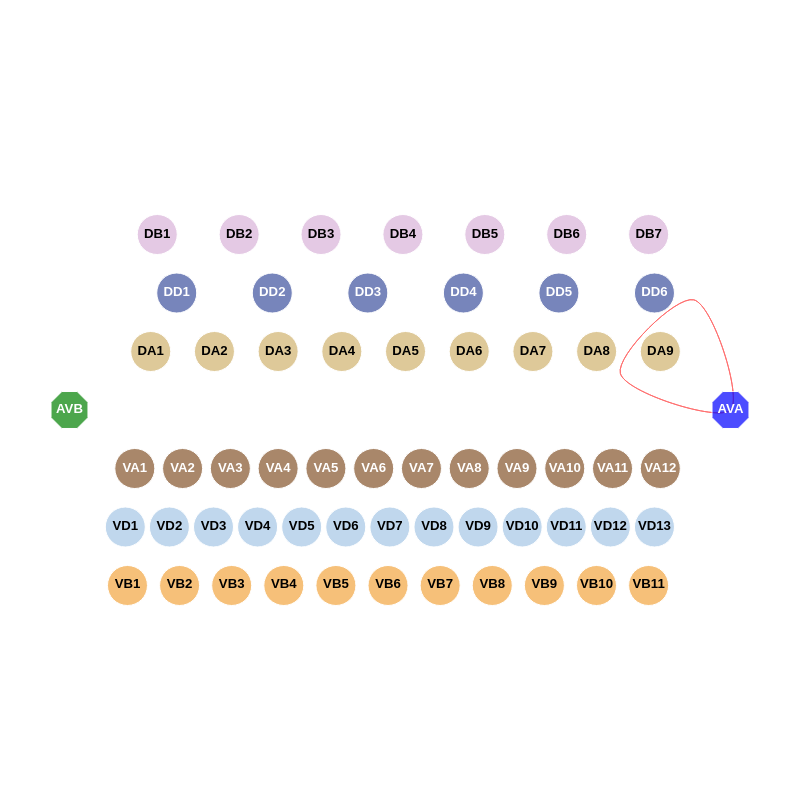 DB1 DB2 DB3 DB4 DB5 DB6 DB7
DD1 DD2 DD3 DD4 DD5 DD6
DA1 DA2 DA3 DA4 DA5 DA6 DA7 DA8 DA9
AVB AVA
VA1 VA2 VA3 VA4 VA5 VA6 VA7 VA8 VA9 VA10 VA11 VA12
VD1 VD2 VD3 VD4 VD5 VD6 VD7 VD8 VD9 VD10 VD11 VD12 VD13
VB1 VB2 VB3 VB4 VB5 VB6 VB7 VB8 VB9 VB10 VB11